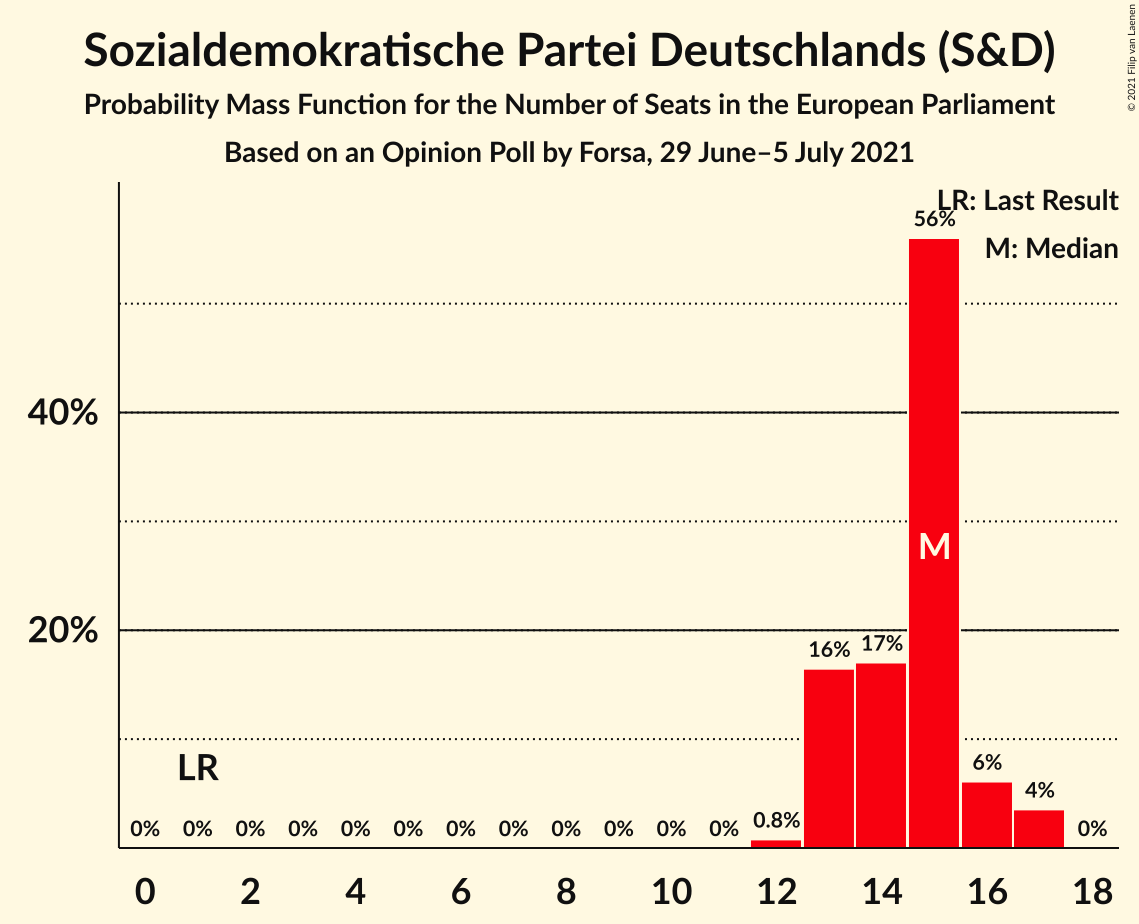 Sozialdemokratische Partei Deutschlands (S&D)
Probability Mass Function for the Number of Seats in the European Parliament
Based on an Opinion Poll by Forsa, 29 June–5 July 2021
© 2021 Filip van Laenen
LR: Last Result
56%
M: Median
40%
M
20%
16% 17%
LR
6%
4%
0% 0% 0% 0% 0% 0% 0% 0% 0% 0% 0% 0% 0.8% 0%
0 2 4 6 8 10 12 14 16 18